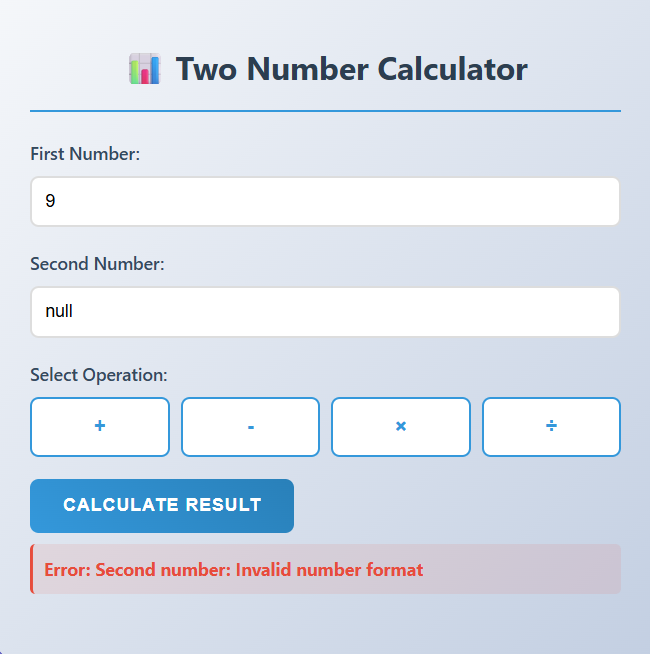 Two Number Calculator
First Number:
9
Second Number:
null
Select Operation:
+ - × ÷
CALCULATE RESULT
Error: Second number: Invalid number format